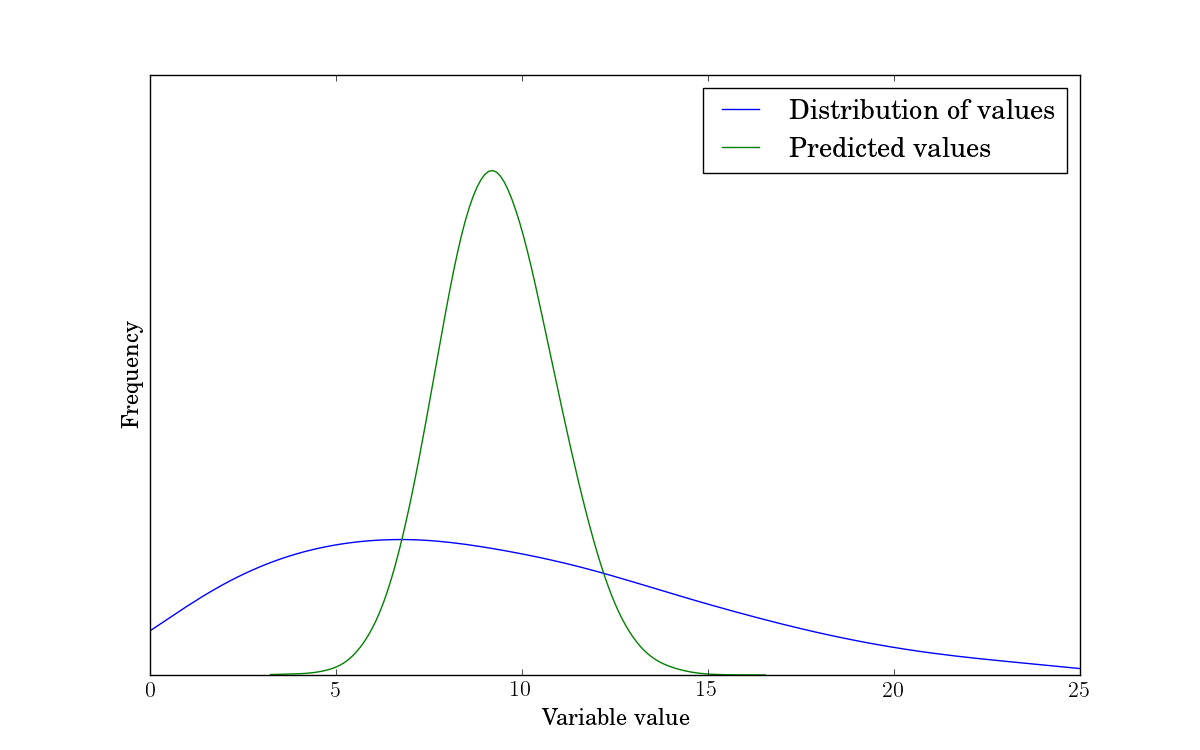 Distribution of values
Predicted values
Frequency
0 5 10 15 20 25
Variable value